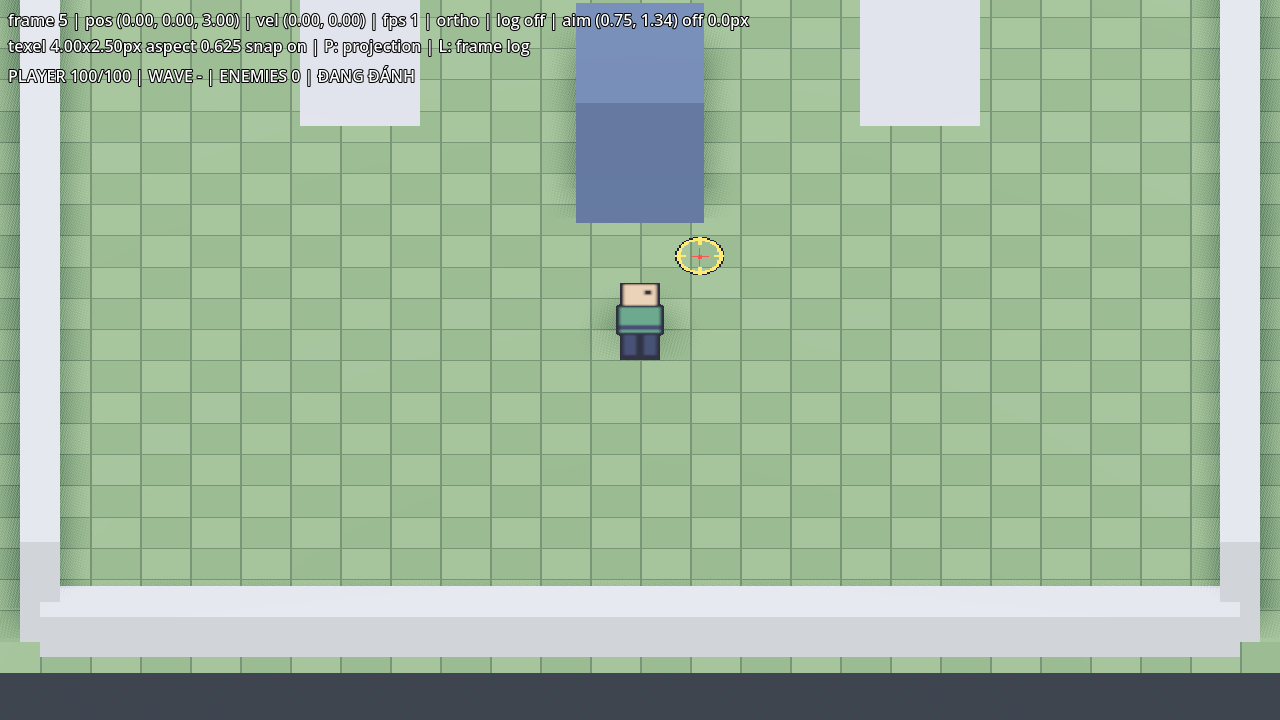 frame 5 | pos (0.00, 0.00, 3.00) | vel (0.00, 0.00) | fps 1 | ortho | log off | aim (0.75, 1.34) off 0.0px
texel 4.00x2.50px aspect 0.625 snap on | P: projection | L: frame log
PLAYER 100/100 | WAVE - | ENEMIES 0 | ĐANG ĐÁNH